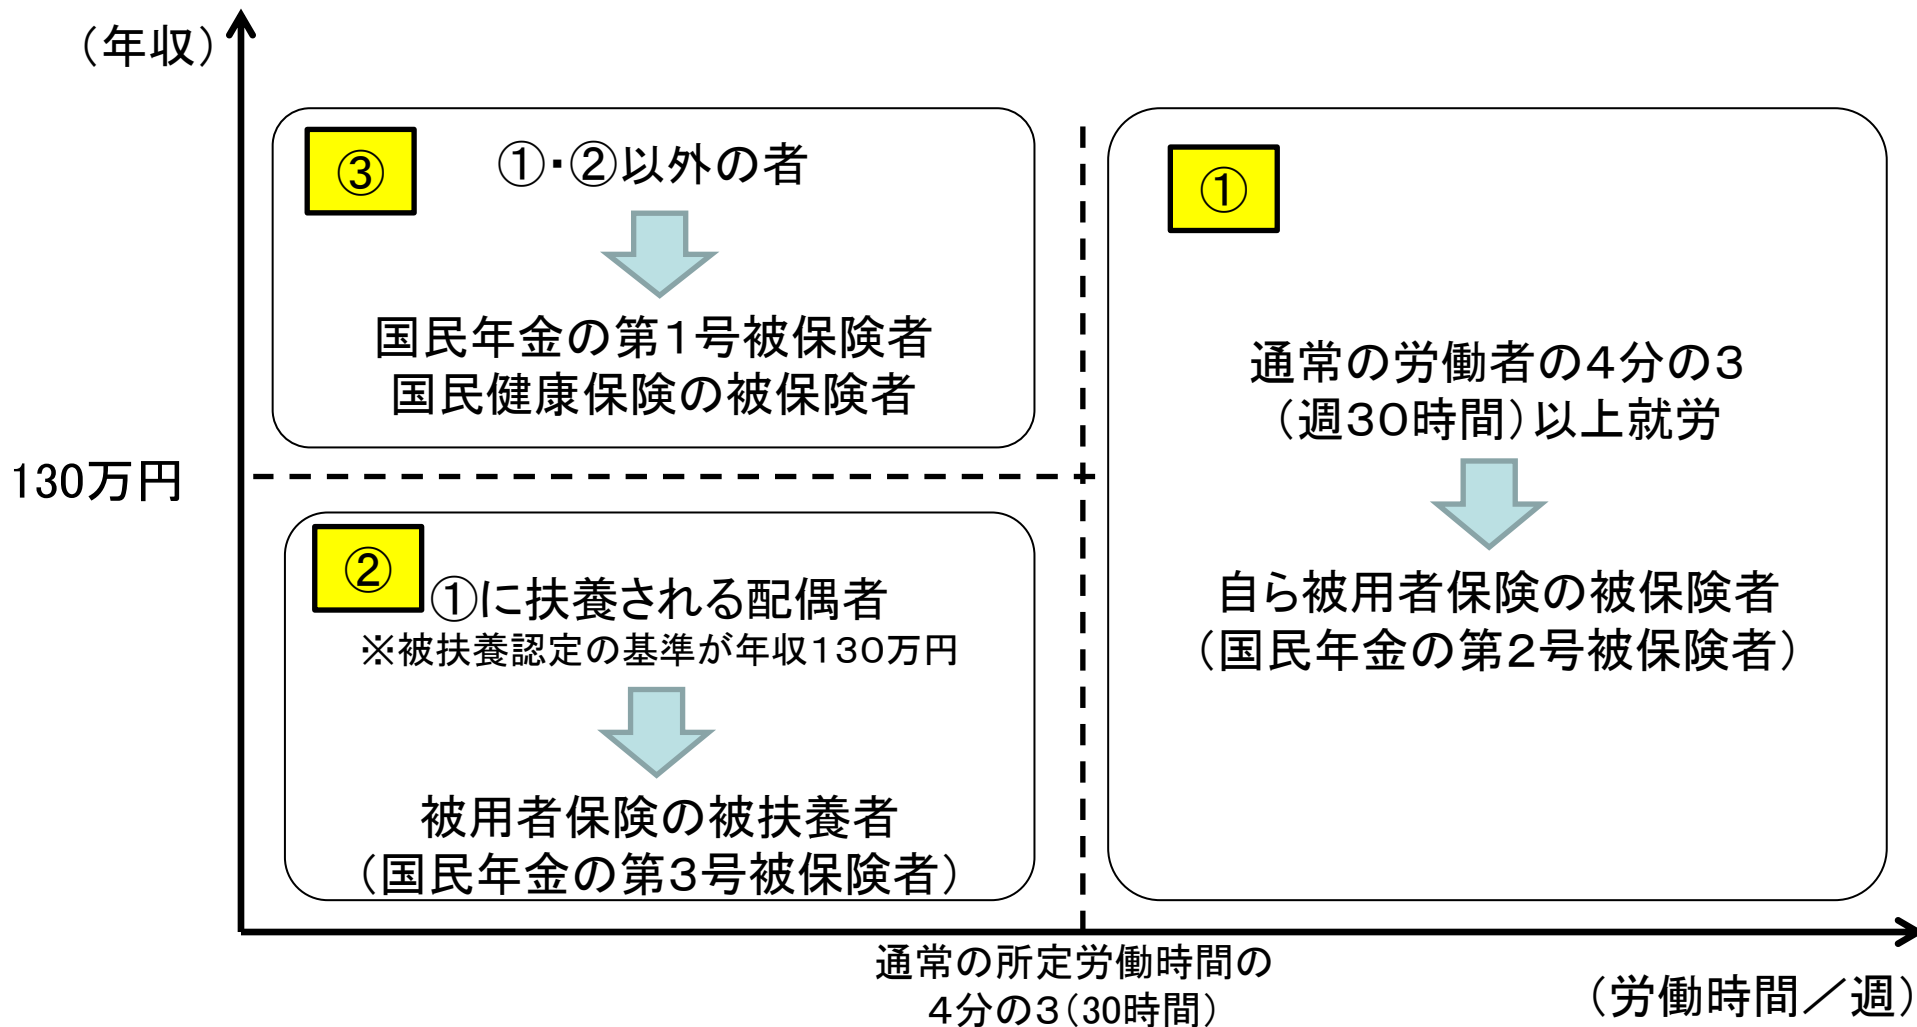 （年収）
③
①・②以外の者
国民年金の第１号被保険者
国民健康保険の被保険者
①
通常の労働者の４分の３
（週３０時間）以上就労
自ら被用者保険の被保険者
（国民年金の第２号被保険者）
130万円
②
①に扶養される配偶者
※被扶養認定の基準が年収１３０万円
被用者保険の被扶養者
（国民年金の第３号被保険者）
通常の所定労働時間の
４分の３（30時間）
（労働時間／週）